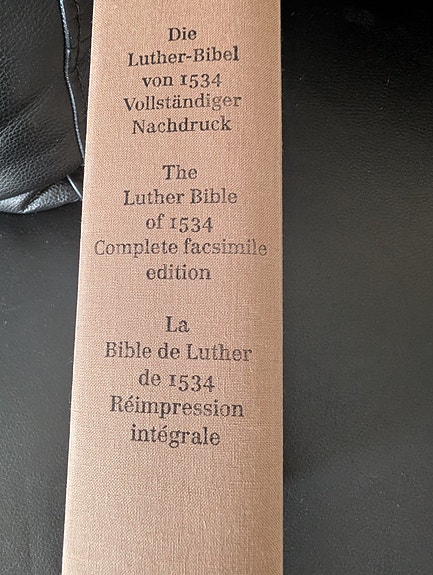 Die
Luther-Bibel
von 1534
Vollständiger
Nachdruck
The
Luther Bible
of 1534
Complete facsimile
edition
La
Bible de Luther
de 1534
Réimpression
intégrale